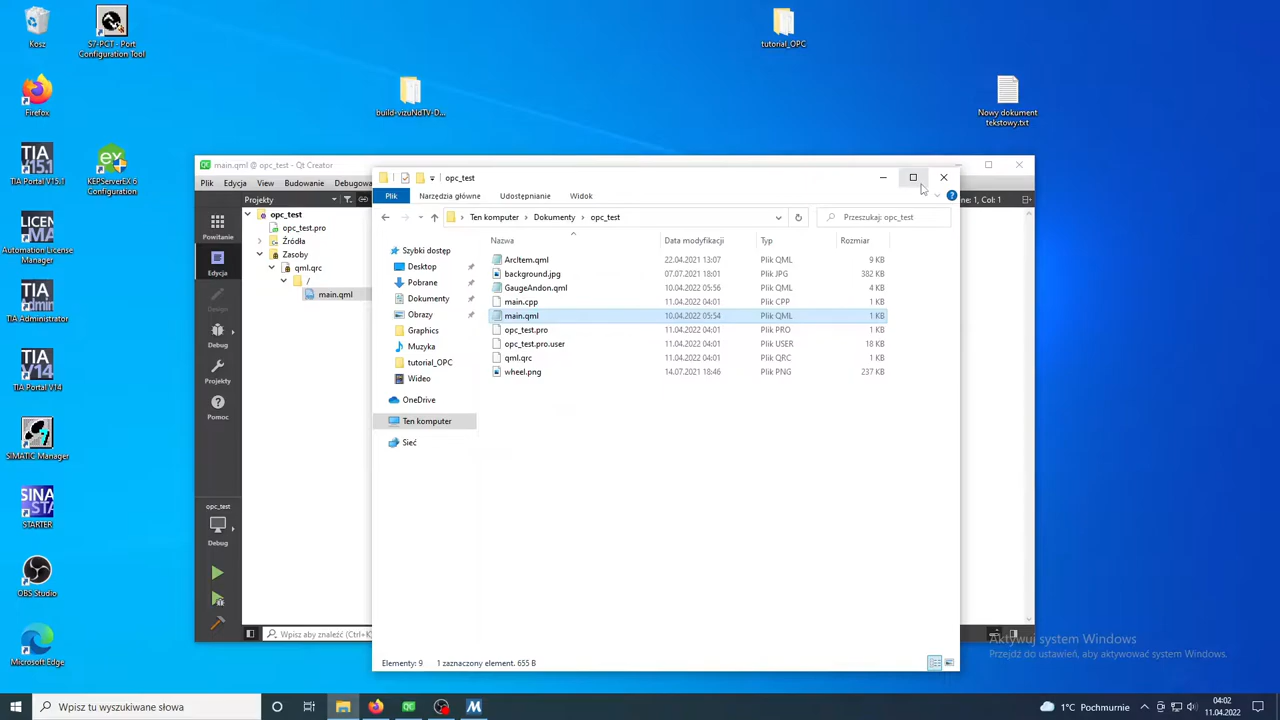 Kosz
S7-PCT - Port
Configuration Tool
tutorial_OPC
Firefox
build-vizuNdTV-D...
Nowy dokument
tekstowy.txt
TIA Portal V15.1
KEPServerEX 6
Configuration
Automation License
Manager
TIA Administrator
TIA Portal V14
SIMATIC Manager
STARTER
OBS Studio
Microsoft Edge
main.qml @ opc_test - Qt Creator
Plik Edycja View Budowanie Debugowa
Projekty
Powitanie
Edycja
Design
Debug
Projekty
Pomoc
opc_test
Debug
opc_test
opc_test.pro
Źródła
Zasoby
qml.qrc
/
main.qml
ne: 1, Col: 1
Wpisz aby znaleźć (Ctrl+K
opc_test
Plik Narzędzia główne Udostępnianie Widok
Ten komputer Dokumenty opc_test
Przeszukaj: opc_test
Szybki dostęp
Desktop
Pobrane
Dokumenty
Obrazy
Graphics
Muzyka
tutorial_OPC
Wideo
OneDrive
Ten komputer
Sieć
Nazwa Data modyfikacji Typ Rozmiar
ArcItem.qml 22.04.2021 13:07 Plik QML 9 KB
background.jpg 07.07.2021 18:01 Plik JPG 382 KB
GaugeAndon.qml 10.04.2022 05:56 Plik QML 4 KB
main.cpp 11.04.2022 04:01 Plik CPP 1 KB
main.qml 10.04.2022 05:54 Plik QML 1 KB
opc_test.pro 11.04.2022 04:01 Plik PRO 1 KB
opc_test.pro.user 11.04.2022 04:01 Plik USER 18 KB
qml.qrc 11.04.2022 04:01 Plik QRC 1 KB
wheel.png 14.07.2021 18:46 Plik PNG 237 KB
Elementy: 9 1 zaznaczony element. 655 B
Aktywuj system Windows
Przejdź do ustawień, aby aktywować system Windows.
Wpisz tu wyszukiwane słowa
1°C Pochmurnie
04:02
11.04.2022